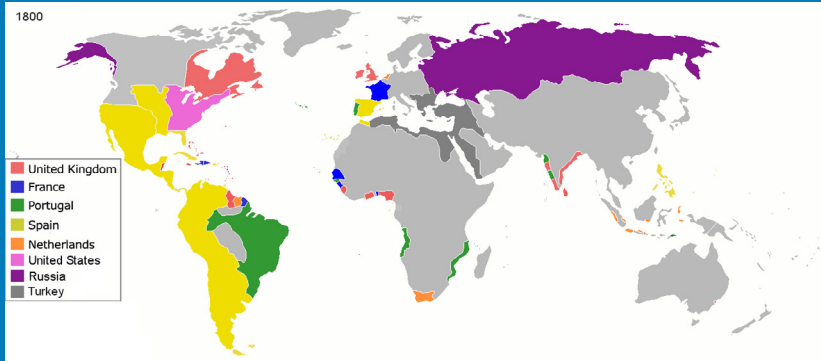 1800
United Kingdom
France
Portugal
Spain
Netherlands
United States
Russia
Turkey